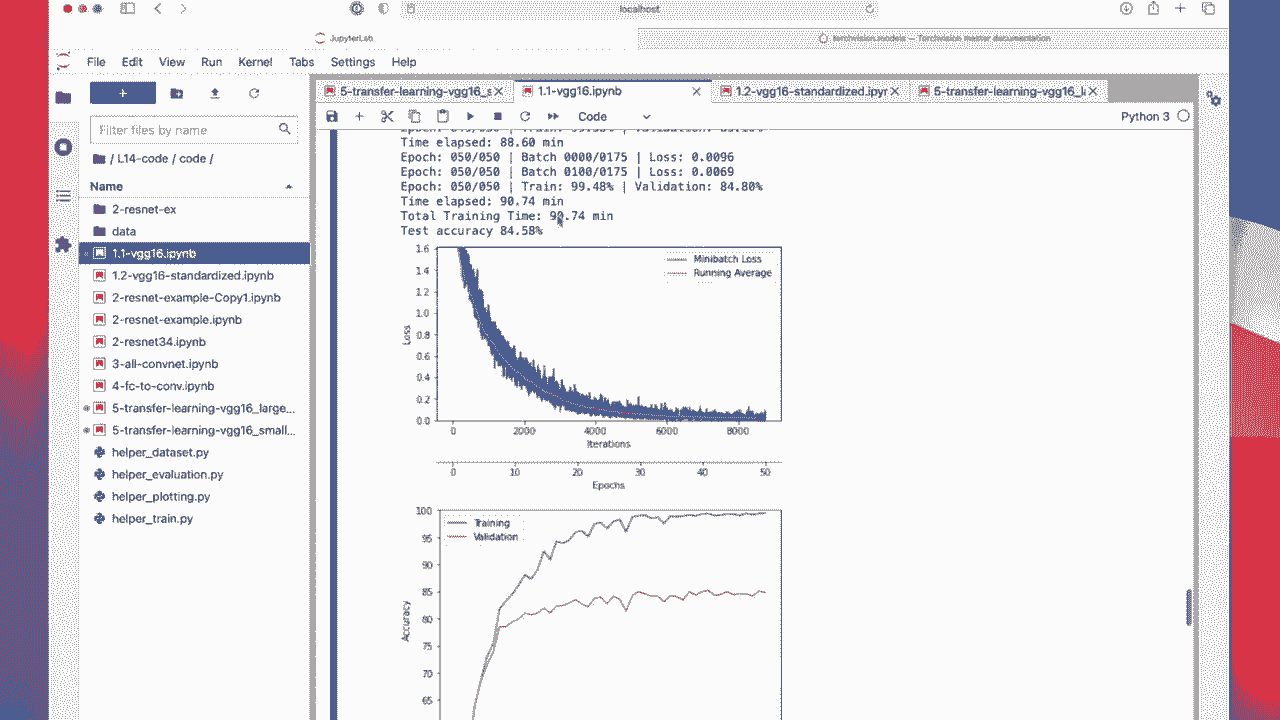 localhost
JupyterLab
torchvision.models — Torchvision master documentation
File Edit View Run Kernel Tabs Settings Help
5-transfer-learning-vgg16_s
1.1-vgg16.ipynb
1.2-vgg16-standardized.ipyr
5-transfer-learning-vgg16_l
Filter files by name
Code
Python 3
/ L14-code / code /
Name
2-resnet-ex
data
1.1-vgg16.ipynb
1.2-vgg16-standardized.ipynb
2-resnet-example-Copy1.ipynb
2-resnet-example.ipynb
2-resnet34.ipynb
3-all-convnet.ipynb
4-fc-to-conv.ipynb
5-transfer-learning-vgg16_large...
5-transfer-learning-vgg16_small...
helper_dataset.py
helper_evaluation.py
helper_plotting.py
helper_train.py
Time elapsed: 88.60 min
Epoch: 050/050 | Batch 0000/0175 | Loss: 0.0096
Epoch: 050/050 | Batch 0100/0175 | Loss: 0.0069
Epoch: 050/050 | Train: 99.48% | Validation: 84.80%
Time elapsed: 90.74 min
Total Training Time: 90.74 min
Test accuracy 84.58%
Minibatch Loss
Running Average
1.6
1.4
1.2
1.0
0.8
0.6
0.4
0.2
0.0
Loss
0 2000 4000 6000 8000
Iterations
0 10 20 30 40 50
Epochs
Training
Validation
100
95
90
85
80
75
70
65
Accuracy